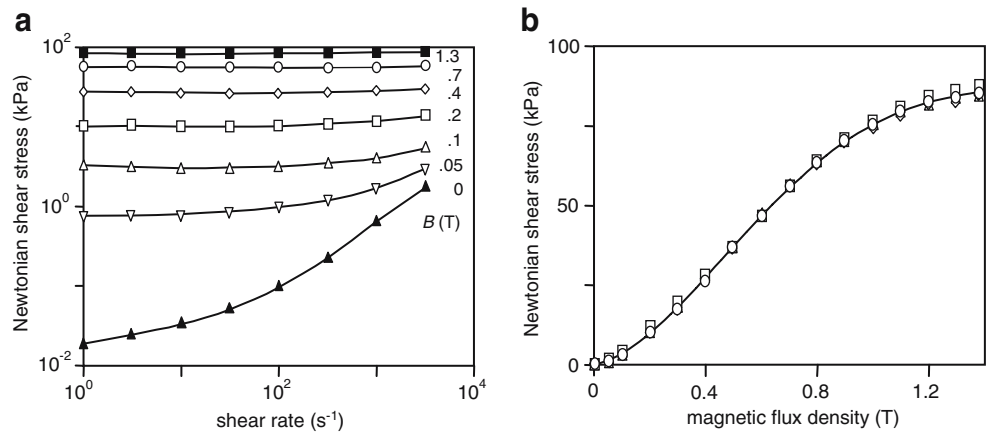 a
10²
10⁰
10⁻²
Newtonian shear stress (kPa)
1.3
.7
.4
.2
.1
.05
0
B (T)
10⁰
10²
10⁴
shear rate (s⁻¹)
b
100
50
0
Newtonian shear stress (kPa)
0
0.4
0.8
1.2
magnetic flux density (T)